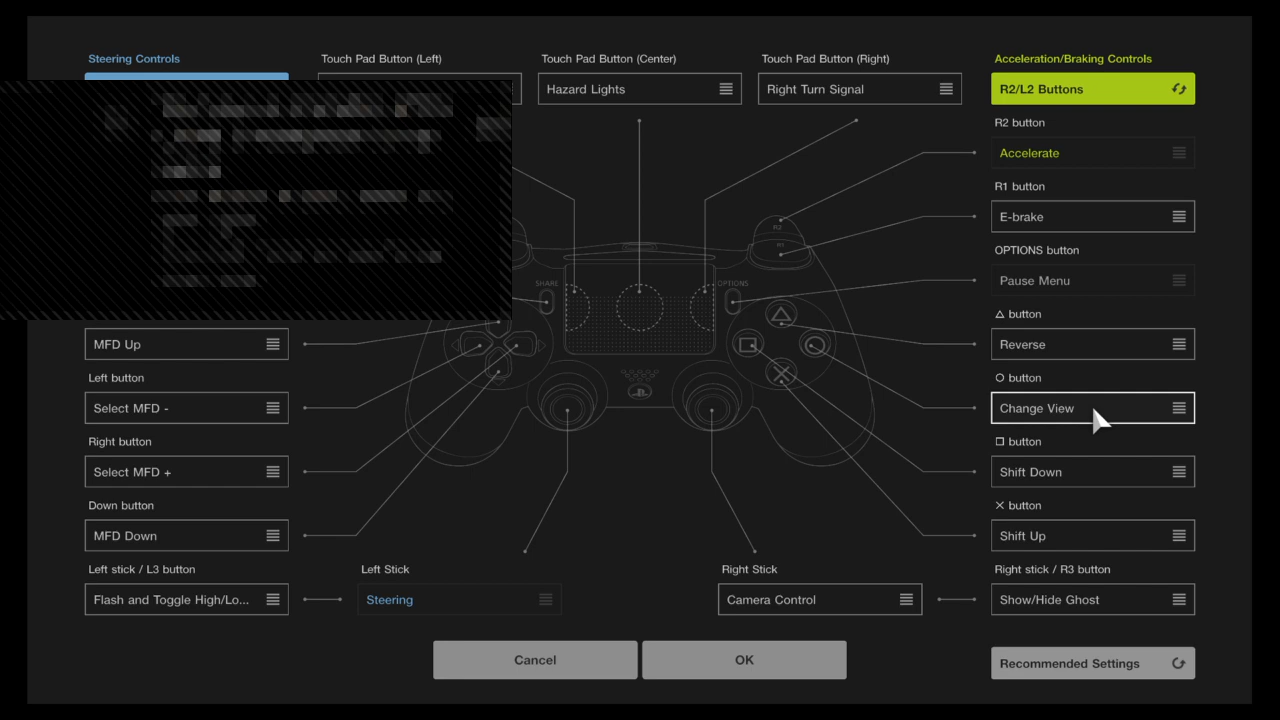 Steering Controls
Touch Pad Button (Left)
Touch Pad Button (Center)
Touch Pad Button (Right)
Acceleration/Braking Controls
Hazard Lights
Right Turn Signal
R2/L2 Buttons
R2 button
Accelerate
R1 button
E-brake
OPTIONS button
Pause Menu
R2
R1
SHARE
OPTIONS
△ button
MFD Up
Reverse
Left button
○ button
Select MFD -
Change View
Right button
□ button
Select MFD +
Shift Down
Down button
✕ button
MFD Down
Shift Up
Left stick / L3 button
Left Stick
Right Stick
Right stick / R3 button
Flash and Toggle High/Lo...
Steering
Camera Control
Show/Hide Ghost
Cancel
OK
Recommended Settings